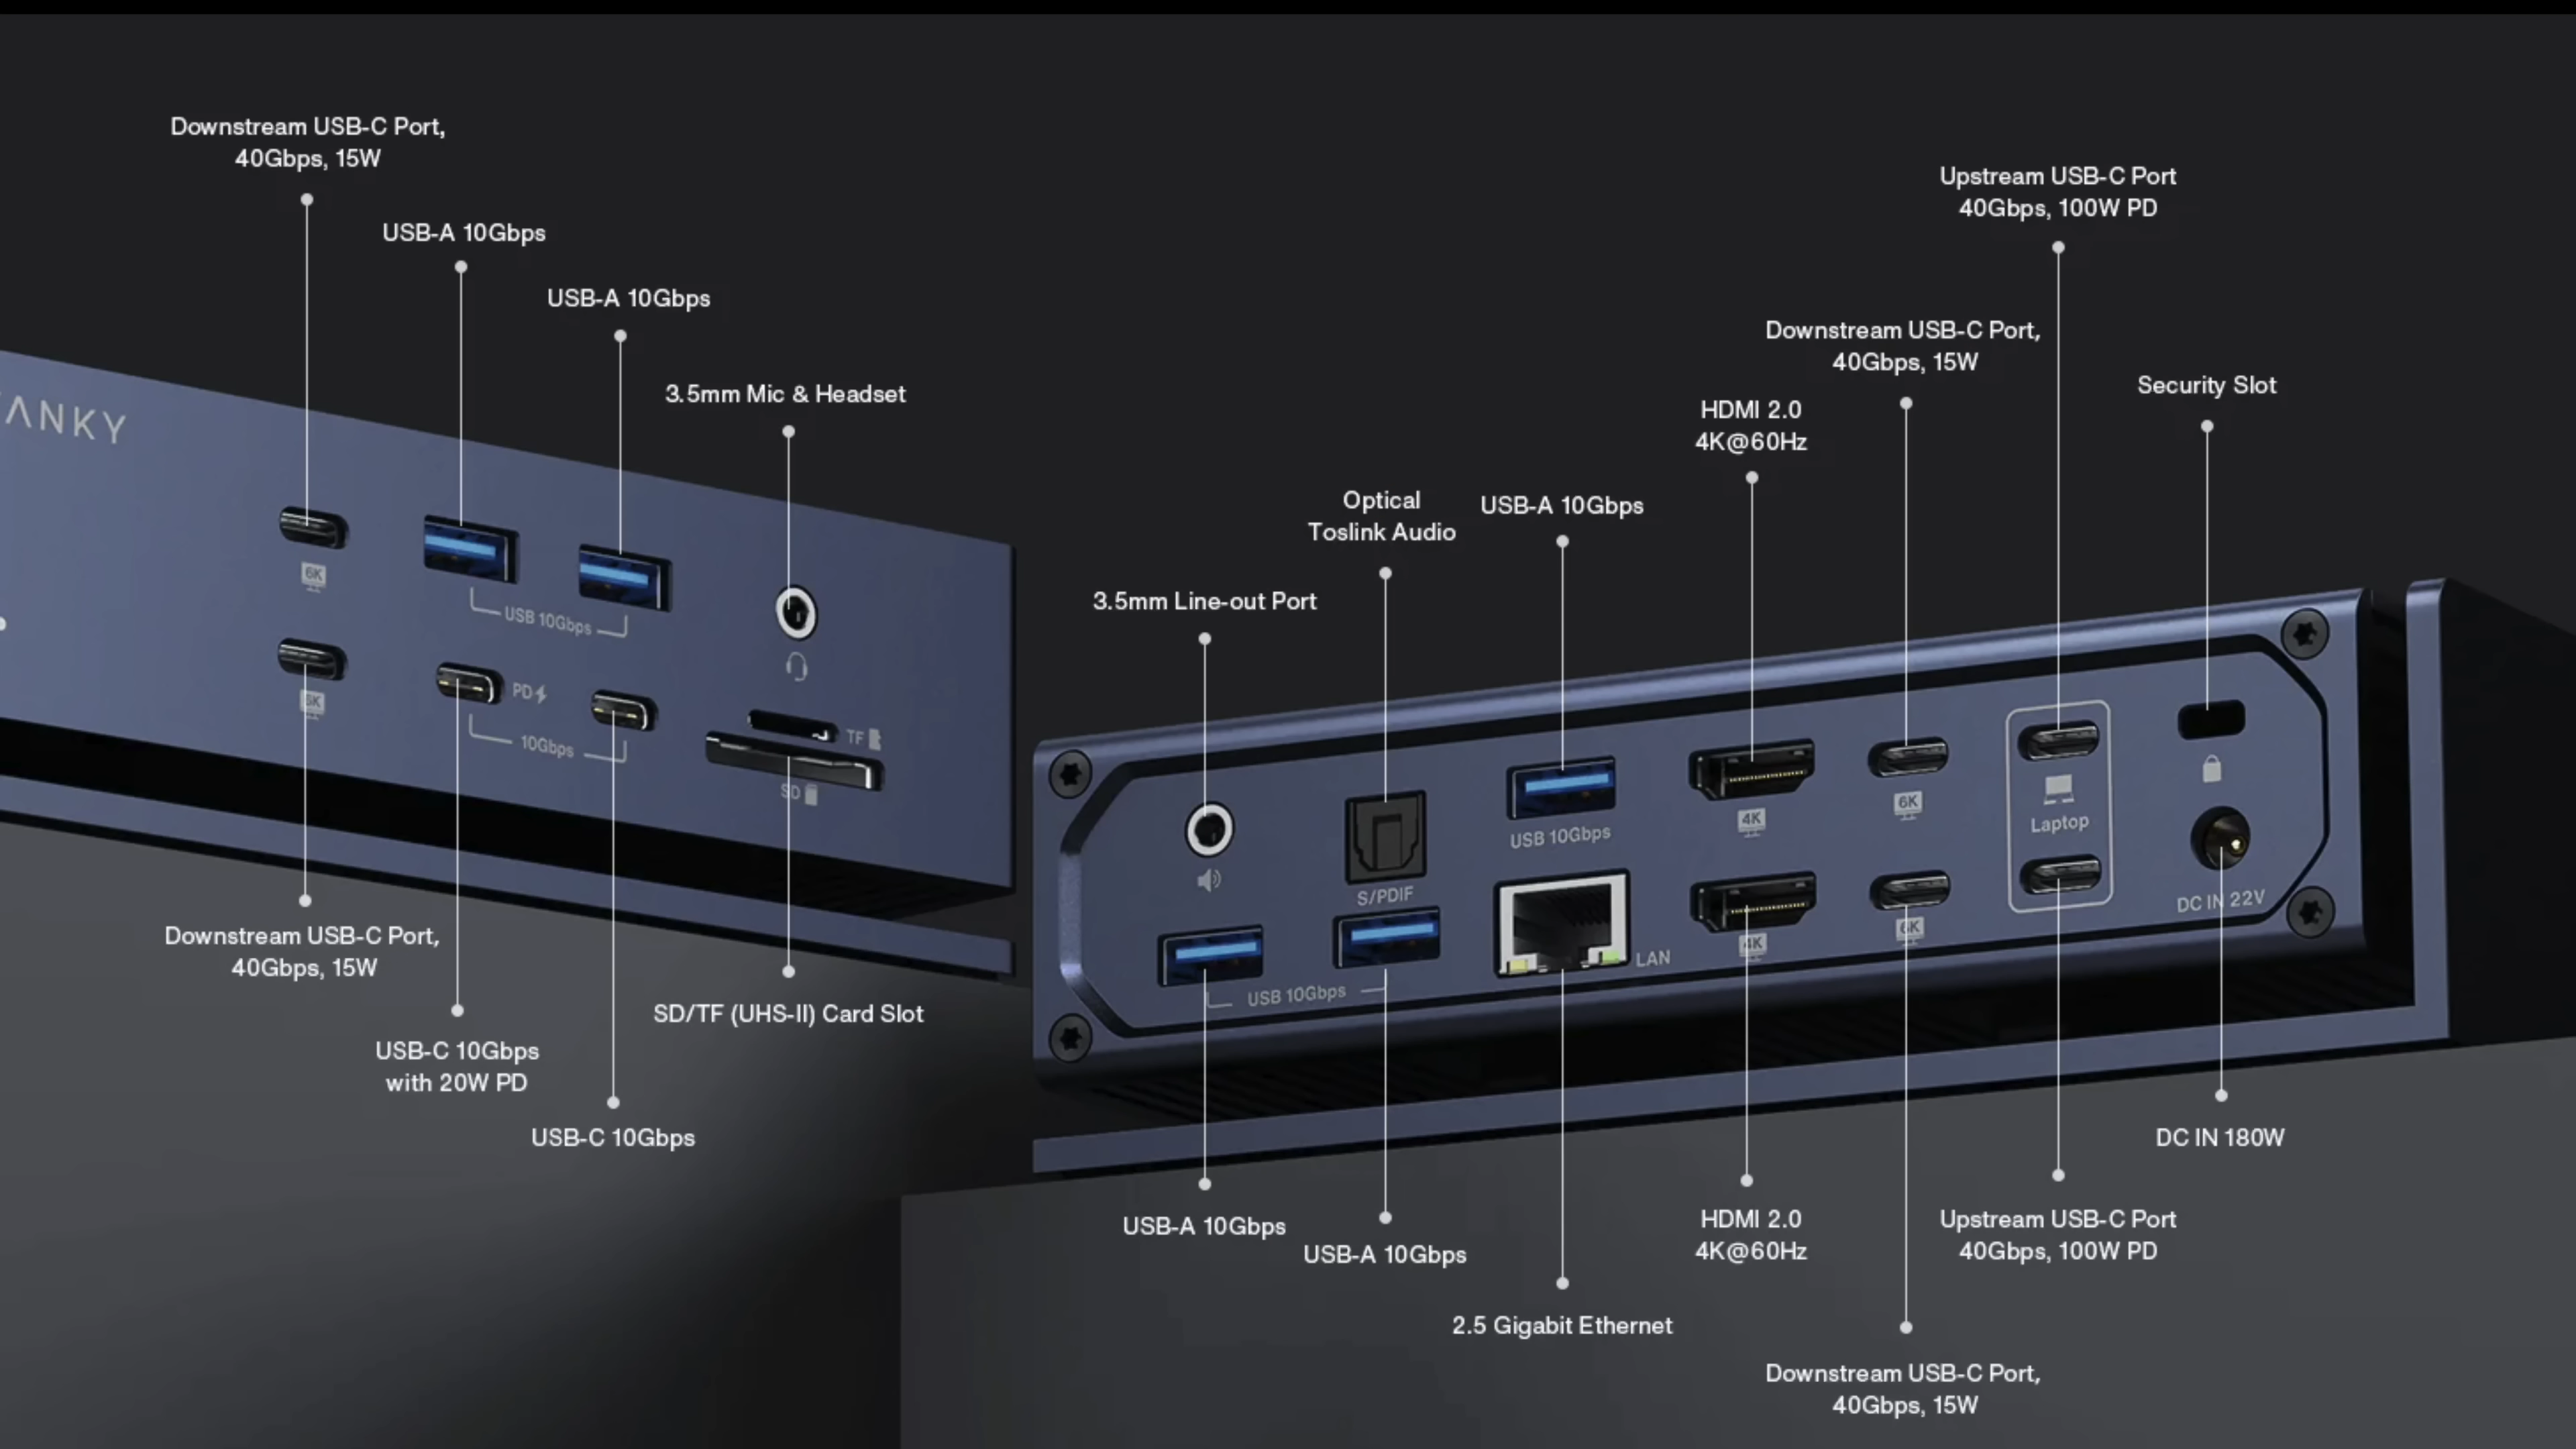 Downstream USB-C Port,
40Gbps, 15W
USB-A 10Gbps
USB-A 10Gbps
3.5mm Mic & Headset
ANKY
6K
USB 10Gbps
6K
PD
10Gbps
TF
SD
Downstream USB-C Port,
40Gbps, 15W
USB-C 10Gbps
with 20W PD
USB-C 10Gbps
SD/TF (UHS-II) Card Slot
Upstream USB-C Port
40Gbps, 100W PD
Downstream USB-C Port,
40Gbps, 15W
Security Slot
HDMI 2.0
4K@60Hz
Optical
Toslink Audio
USB-A 10Gbps
3.5mm Line-out Port
USB 10Gbps
4K
6K
Laptop
S/PDIF
DC IN 22V
4K
6K
LAN
USB 10Gbps
DC IN 180W
USB-A 10Gbps
USB-A 10Gbps
HDMI 2.0
4K@60Hz
Upstream USB-C Port
40Gbps, 100W PD
2.5 Gigabit Ethernet
Downstream USB-C Port,
40Gbps, 15W